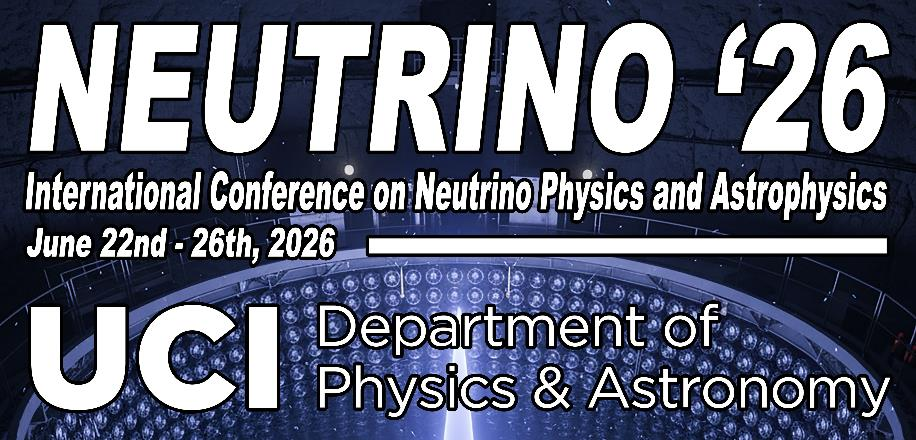 NEUTRINO ‘26
International Conference on Neutrino Physics and Astrophysics
June 22nd - 26th, 2026
UCI Department of
Physics & Astronomy